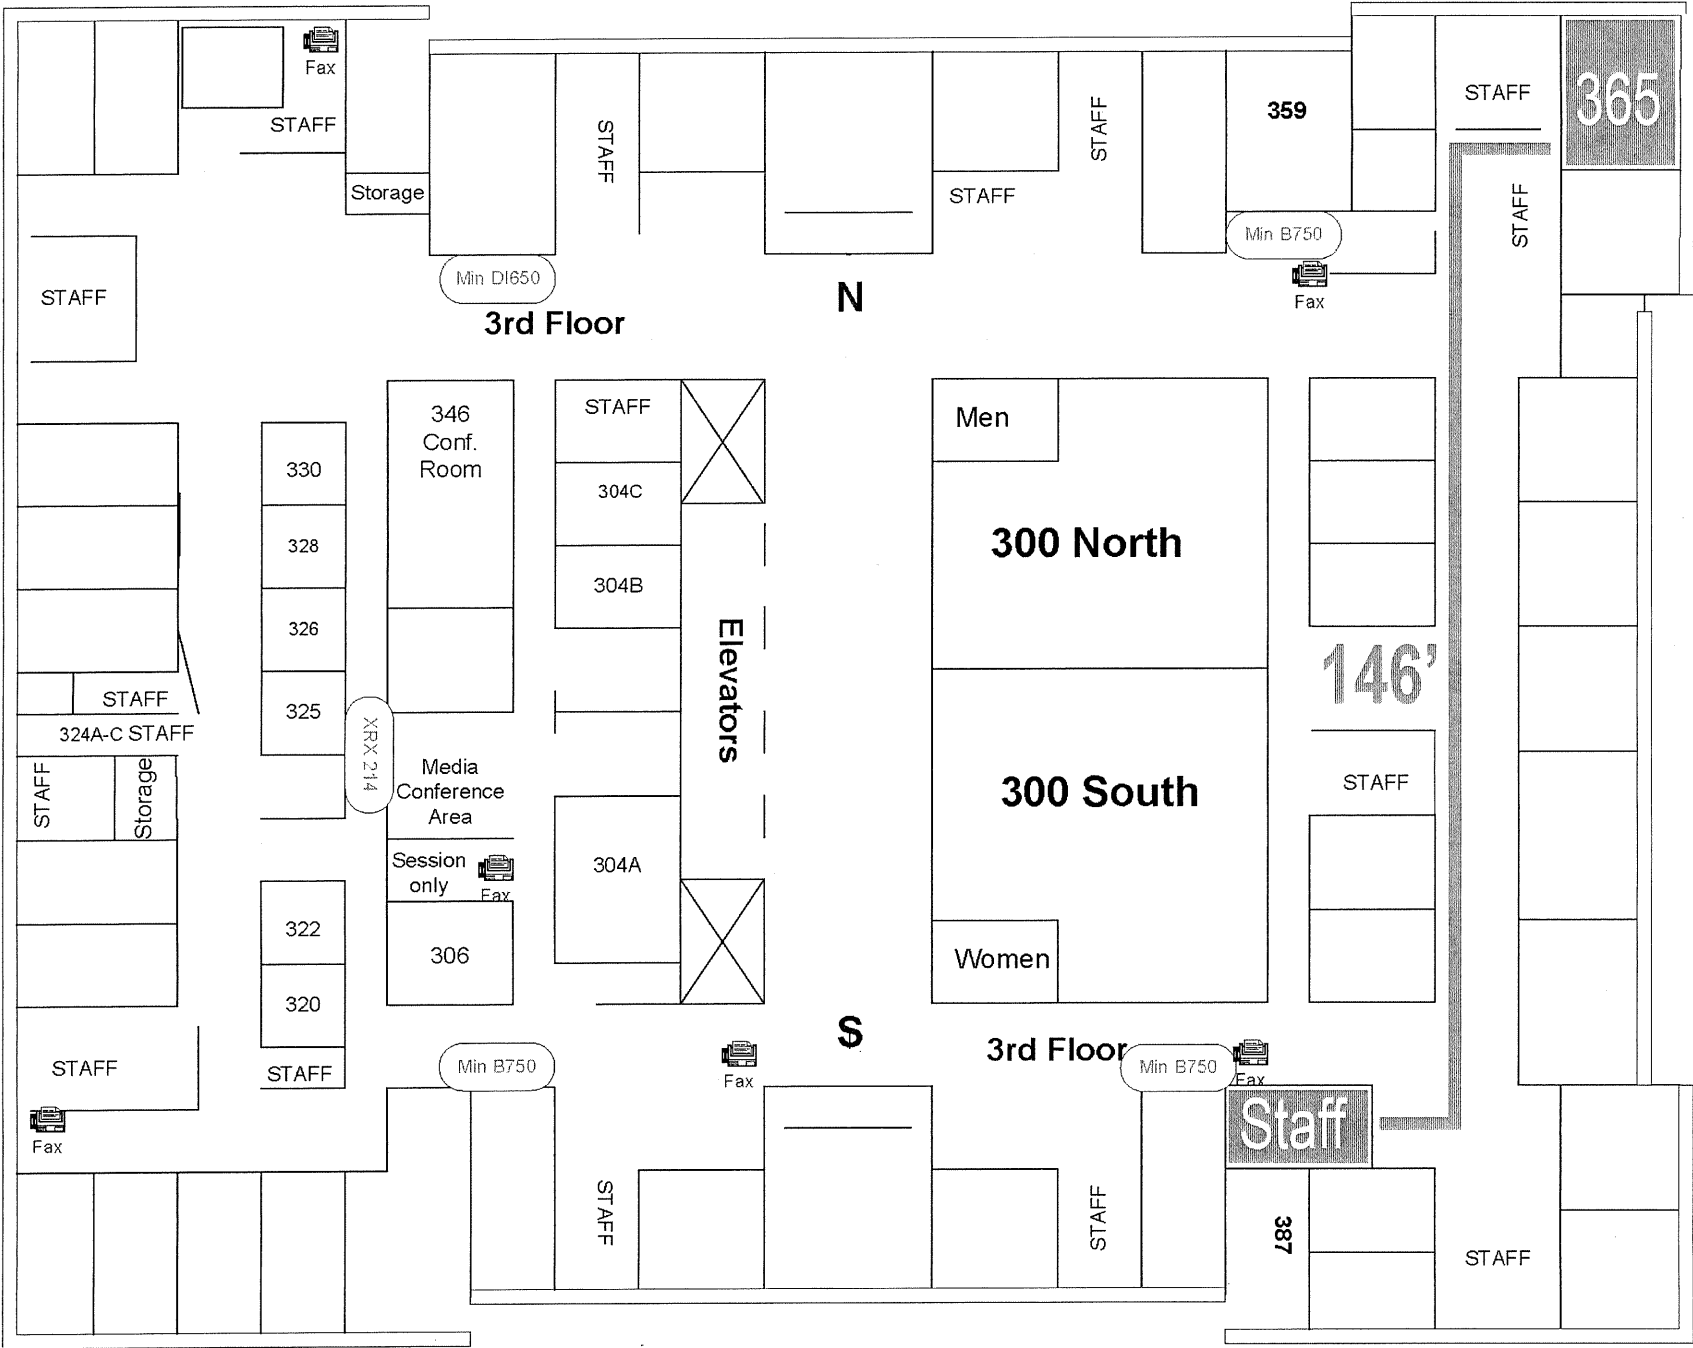 Fax
STAFF
Storage
STAFF
STAFF
STAFF
STAFF
359
STAFF
365
STAFF
Min B750
Fax
STAFF
Min DI650
3rd Floor
N
330
328
326
325
346
Conf.
Room
STAFF
304C
304B
Elevators
Men
300 North
300 South
146'
STAFF
STAFF
324A-C STAFF
STAFF
Storage
XRX 214
Media
Conference
Area
Session
only
Fax
304A
322
320
STAFF
306
Women
STAFF
Fax
Min B750
S
Fax
3rd Floor
Min B750
Fax
Staff
STAFF
STAFF
387
STAFF